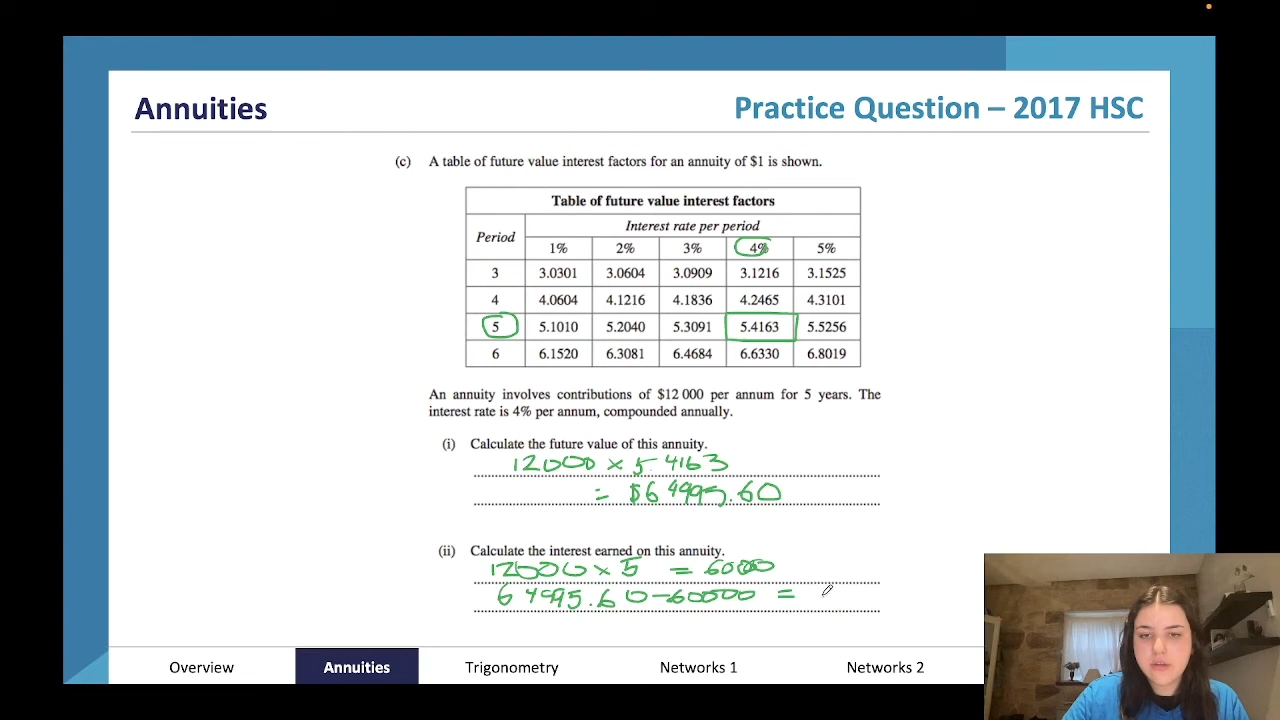 Annuities
Practice Question – 2017 HSC
(c) A table of future value interest factors for an annuity of $1 is shown.
Table of future value interest factors
Period
Interest rate per period
1% 2% 3% 4% 5%
3 3.0301 3.0604 3.0909 3.1216 3.1525
4 4.0604 4.1216 4.1836 4.2465 4.3101
5 5.1010 5.2040 5.3091 5.4163 5.5256
6 6.1520 6.3081 6.4684 6.6330 6.8019
An annuity involves contributions of $12 000 per annum for 5 years. The
interest rate is 4% per annum, compounded annually.
(i) Calculate the future value of this annuity.
12000 × 5.4163
= $64995.60
(ii) Calculate the interest earned on this annuity.
12000 × 5 = 60000
64995.60 - 60000 =
Overview Annuities Trigonometry Networks 1 Networks 2